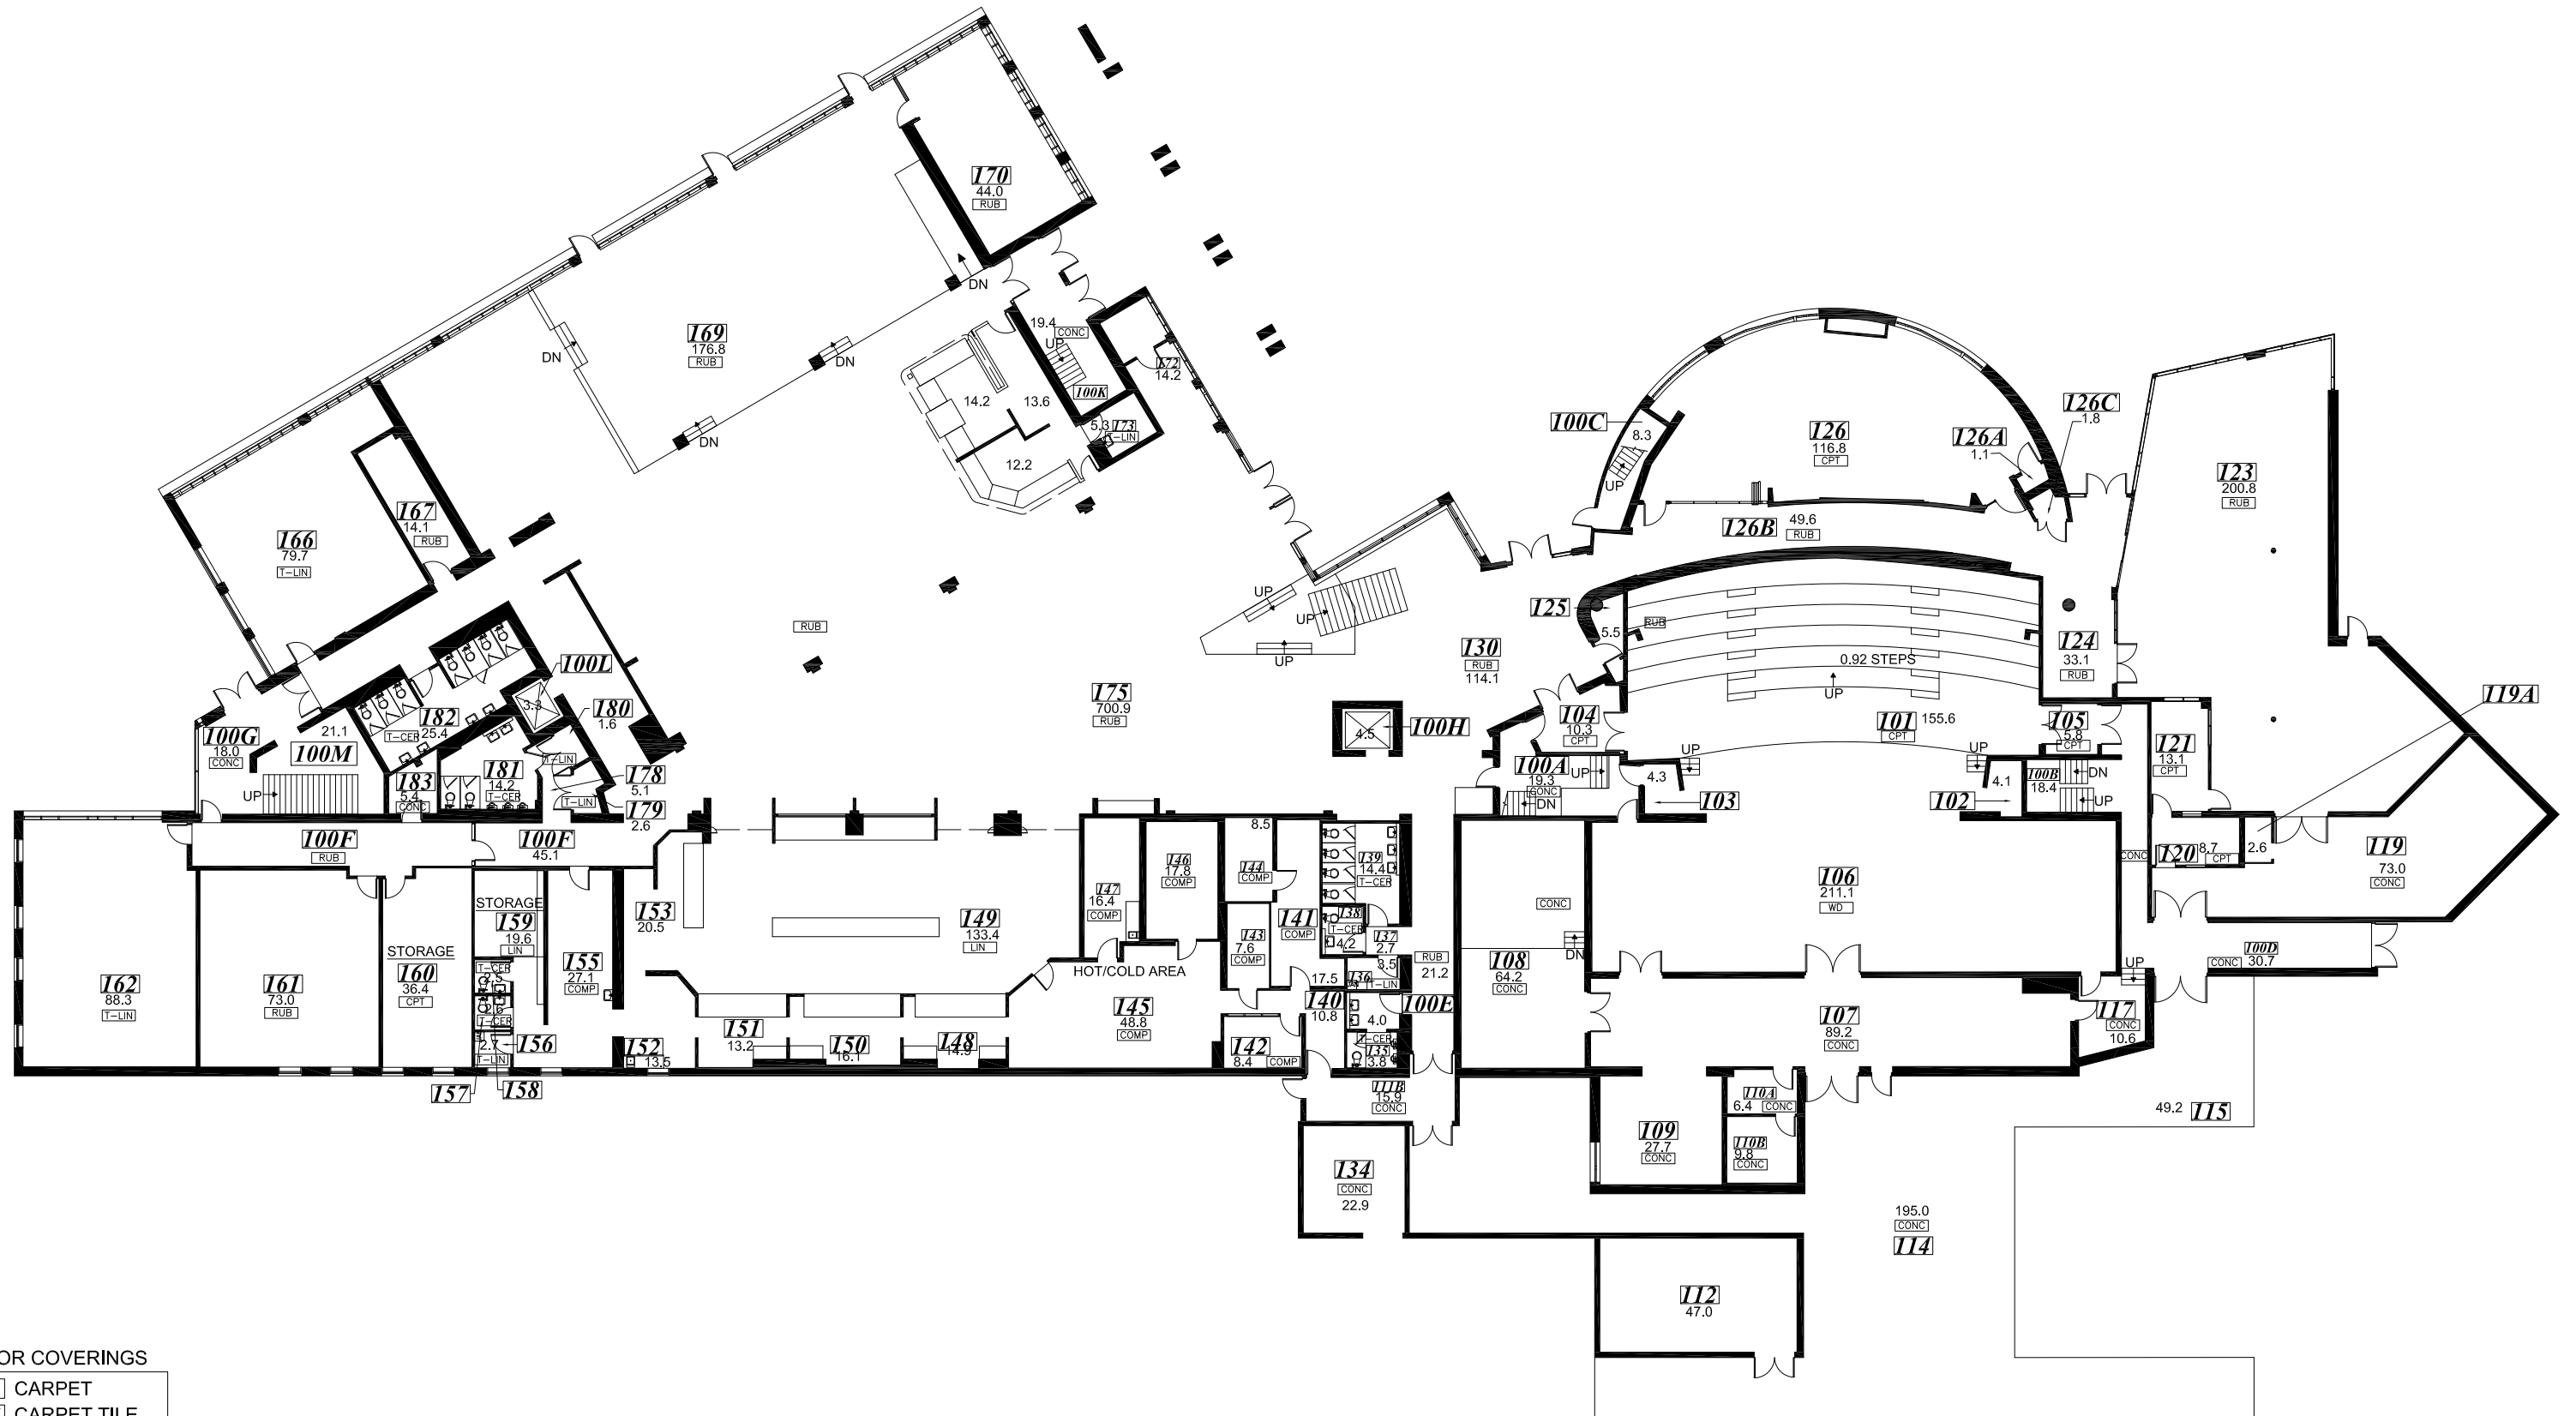 170
44.0
RUB
DN
169
176.8
RUB
DN
DN
DN
19.4
CONC
UP
100K
172
14.2
14.2
13.6
5.3
173
T-LIN
12.2
166
79.7
T-LIN
167
14.1
RUB
100C
8.3
UP
126
116.8
CPT
126A
1.1
126C
1.8
126B
49.6
RUB
123
200.8
RUB
RUB
UP
UP
UP
125
5.5
RUB
130
RUB
114.1
0.92 STEPS
UP
124
33.1
RUB
175
700.9
RUB
100H
4.5
104
10.3
CPT
101
155.6
CPT
105
5.8
CPT
UP
UP
119A
100L
3.3
180
1.6
182
T-CER
25.4
100G
18.0
CONC
21.1
100M
UP
183
5.4
CONC
181
14.2
T-CER
T-LIN
178
5.1
T-LIN
179
2.6
100A
19.3
CONC
UP
DN
4.3
103
4.1
102
100B
18.4
DN
UP
121
13.1
CPT
100F
RUB
100F
45.1
153
20.5
149
133.4
LIN
147
16.4
COMP
146
17.8
COMP
8.5
144
COMP
139
14.4
T-CER
138
T-CER
4.2
141
COMP
143
7.6
COMP
137
2.7
3.5
136
T-LIN
17.5
RUB
21.2
100E
CONC
108
64.2
CONC
DN
106
211.1
WD
CONC
120
8.7
CPT
2.6
119
73.0
CONC
100D
CONC
30.7
UP
STORAGE
159
19.6
LIN
STORAGE
160
36.4
CPT
155
27.1
COMP
162
88.3
T-LIN
161
73.0
RUB
T-CER
2.5
2.6
T-CER
2.7
T-LIN
156
157
158
152
13.5
151
13.2
150
16.1
148
14.9
HOT/COLD AREA
145
48.8
COMP
140
10.8
142
8.4
COMP
4.0
T-CER
135
3.8
111B
15.9
CONC
107
89.2
CONC
117
CONC
10.6
109
27.7
CONC
110A
6.4
CONC
110B
9.8
CONC
49.2
115
134
CONC
22.9
195.0
CONC
114
112
47.0
OR COVERINGS
CARPET
CARPET TILE